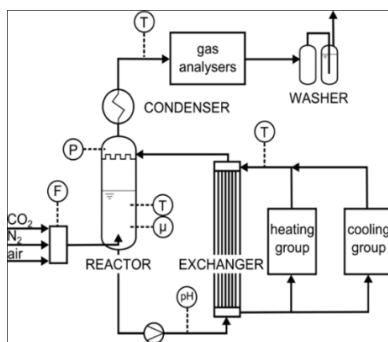 T
gas
analysers
WASHER
CONDENSER
P
T
F
CO2
N2
air
T
µ
heating
group
cooling
group
REACTOR
EXCHANGER
pH